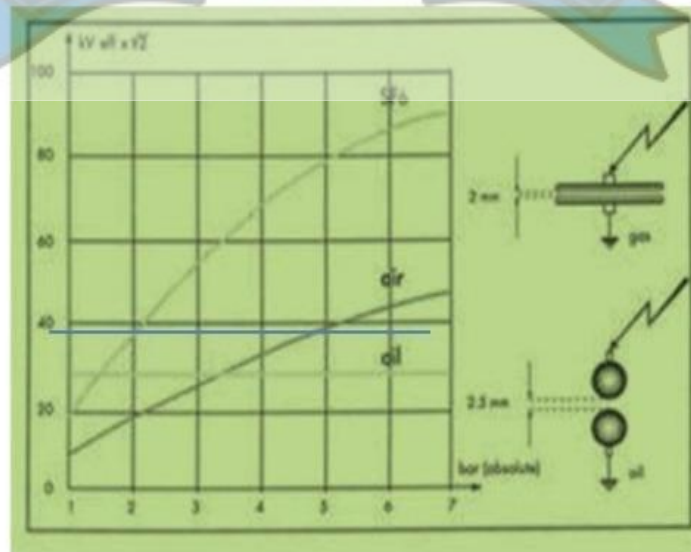 kV eff x √2
100
80
60
40
20
0
1 2 3 4 5 6 7
SF6
air
oil
bar (absolute)
2 mm
gas
2.5 mm
oil